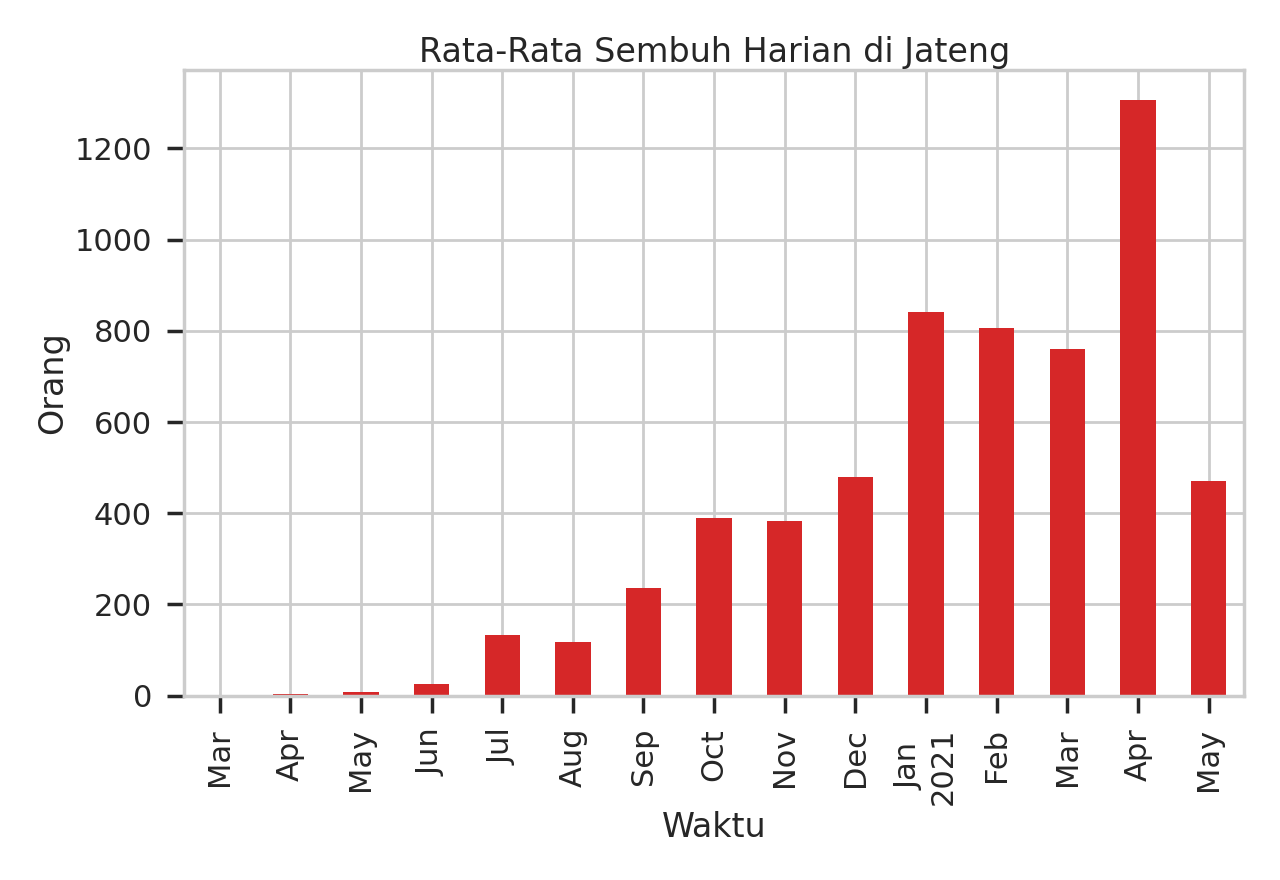 Rata-Rata Sembuh Harian di Jateng
Orang
1200
1000
800
600
400
200
0
Mar
Apr
May
Jun
Jul
Aug
Sep
Oct
Nov
Dec
Jan
2021
Feb
Mar
Apr
May
Waktu